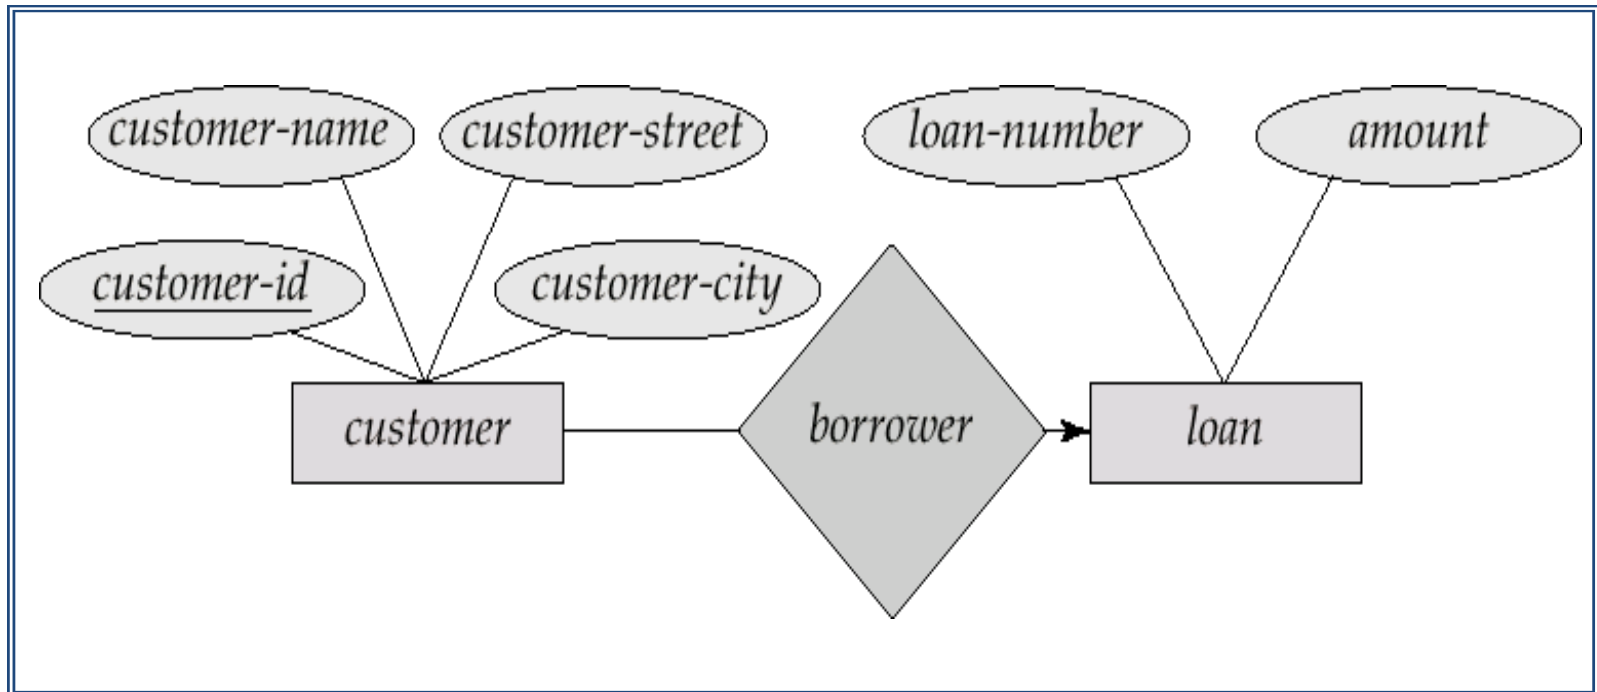 customer-name
customer-street
loan-number
amount
customer-id
customer-city
customer
borrower
loan